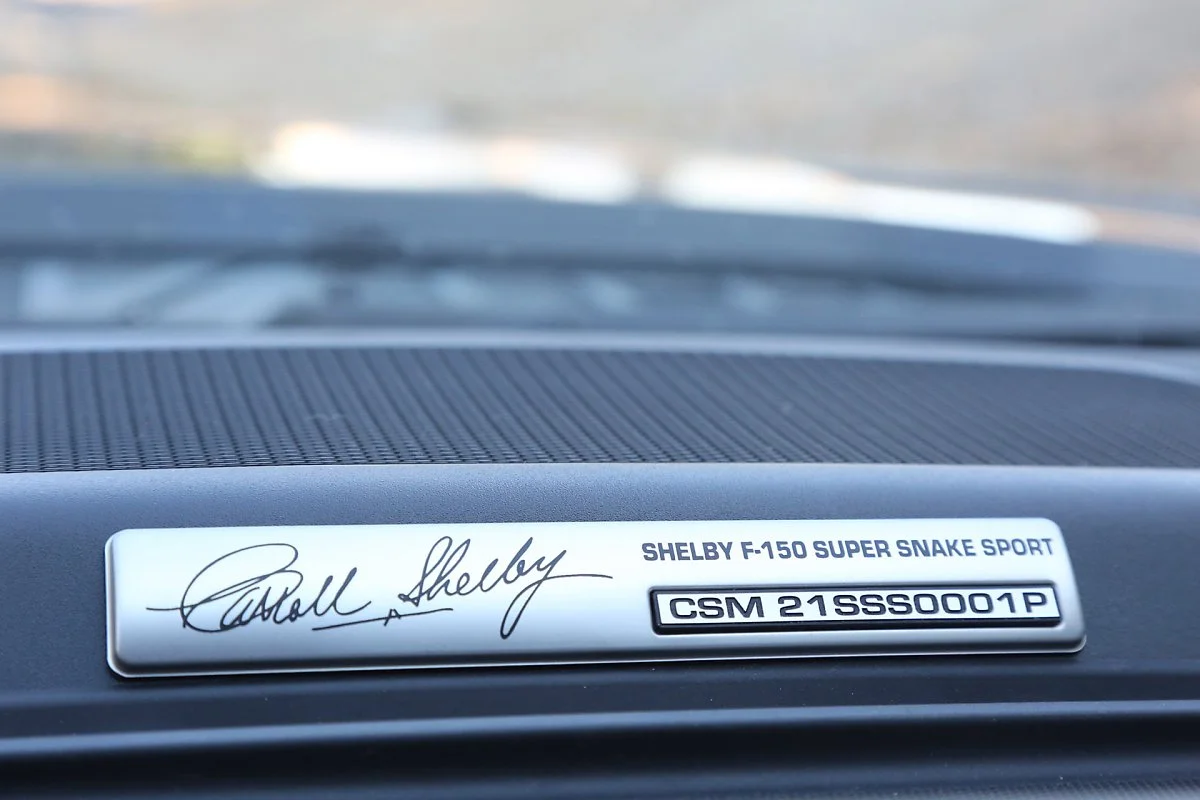 Carroll Shelby
SHELBY F-150 SUPER SNAKE SPORT
CSM 21SSS0001P